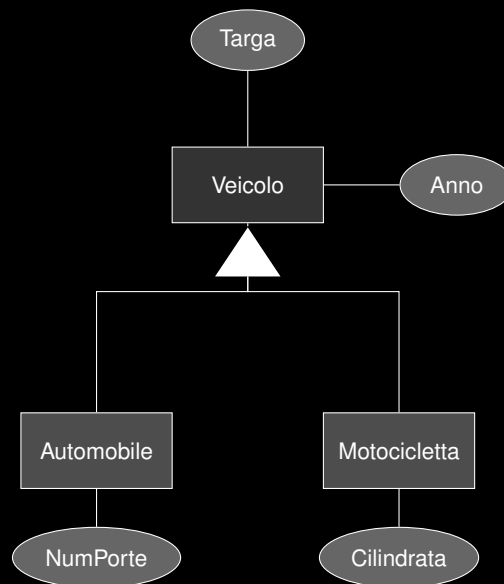 Targa
Veicolo
Anno
Automobile
Motocicletta
NumPorte
Cilindrata